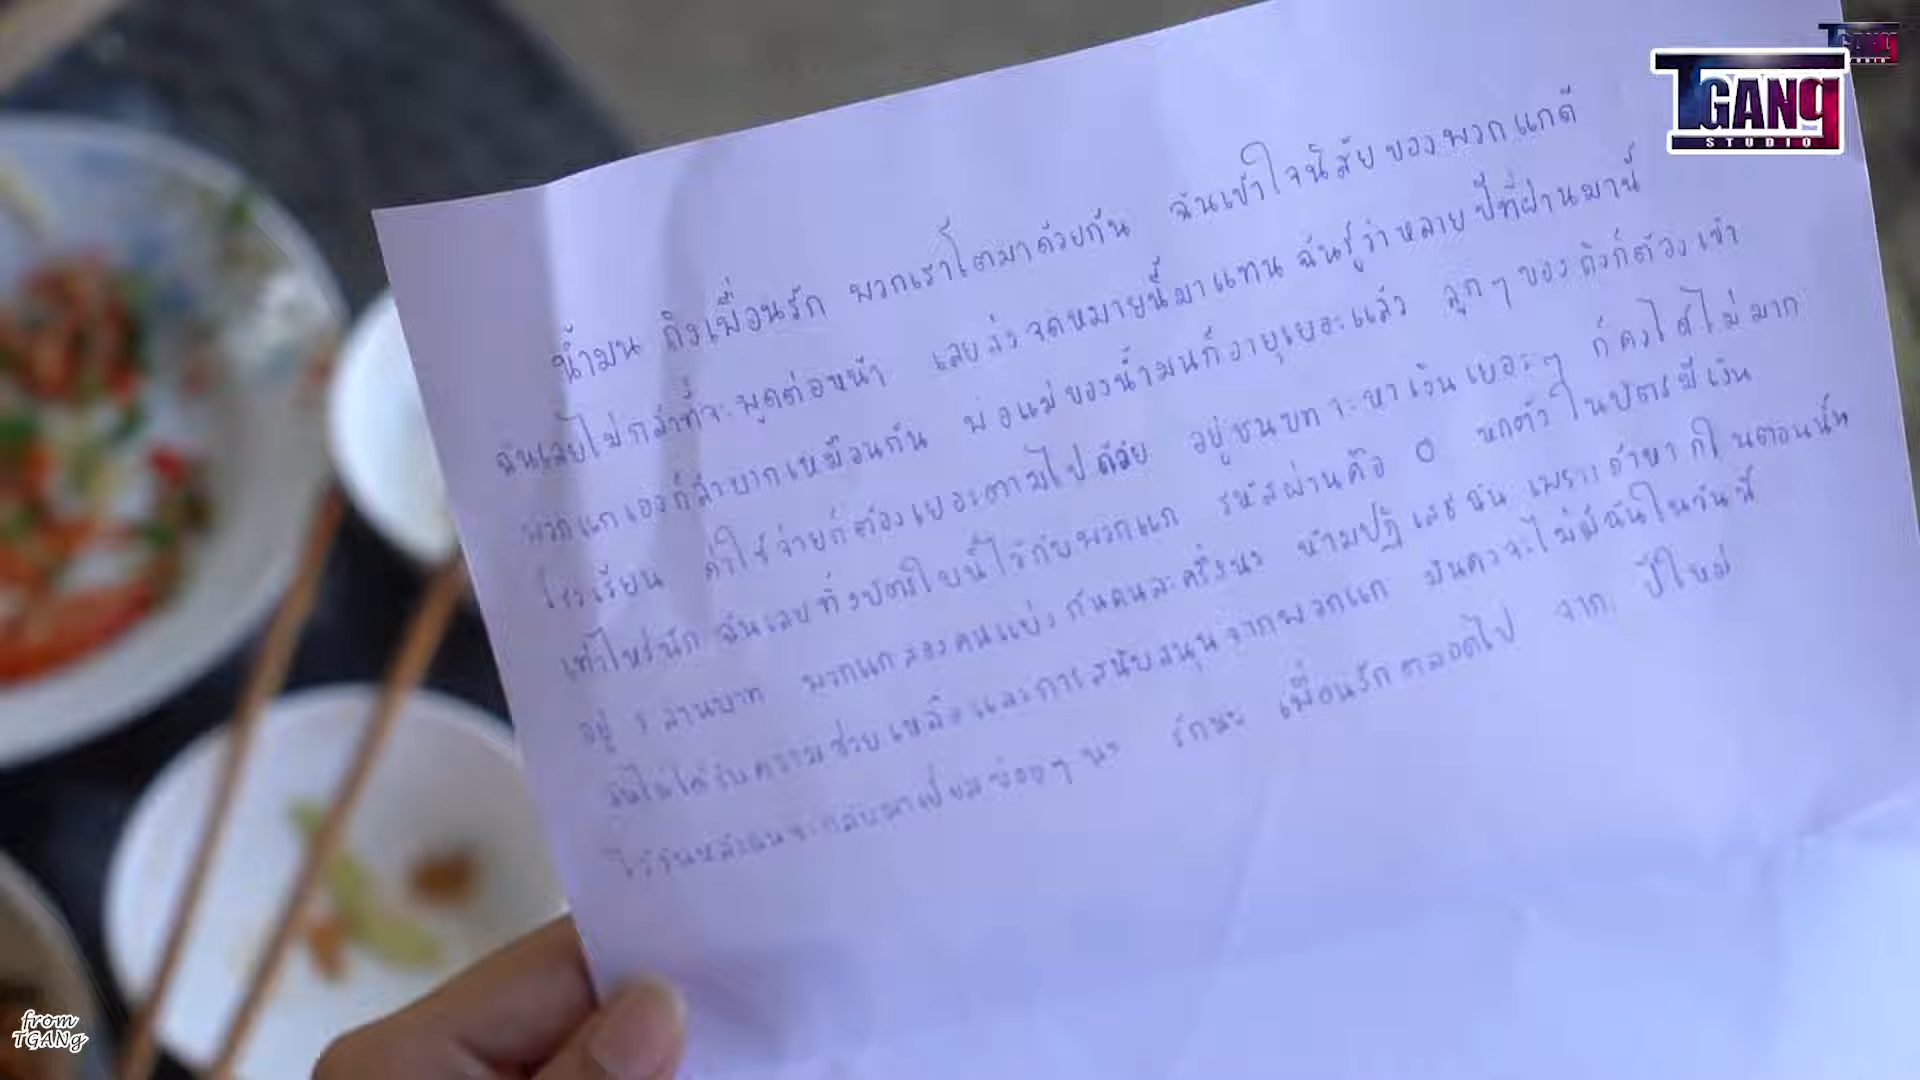 TGANg
STUDIO
น้ำมน ถึงเพื่อนรัก พวกเราโตมาด้วยกัน ฉันเข้าใจนิสัยของพวกแกดี
ฉันเลยไม่กล้าที่จะพูดต่อหน้า เลยส่งจดหมายนี้มาแทน ฉันรู้ว่าหลายปีที่ผ่านมานี้
พวกแกเองก็ลำบากเหมือนกัน พ่อแม่ของน้ำมนก็อายุเยอะแล้ว ลูกๆของถิงก็ต้องเข้า
โรงเรียน ค่าใช้จ่ายก็ต้องเยอะตามไปด้วย อยู่ชนบทจะหาเงินเยอะๆ ก็คงได้ไม่มาก
เท่าไหร่นัก ฉันเลยทิ้งบัตรใบนี้ไว้กับพวกแก รหัสผ่านคือ 0 หกตัว ในบัตรมีเงิน
อยู่ ล้านบาท พวกแกสองคนแบ่งกันคนละครึ่งนะ ห้ามปฏิเสธฉัน เพราะถ้าหากในตอนนั้น
ฉันไม่ได้รับความช่วยเหลือและการสนับสนุนจากพวกแก มันคงจะไม่มีฉันในวันนี้
ไว้วันหลังฉันจะกลับมาเยี่ยมบ่อยๆนะ รักนะ เพื่อนรักตลอดไป จาก ปีใหม่
from
TGANg